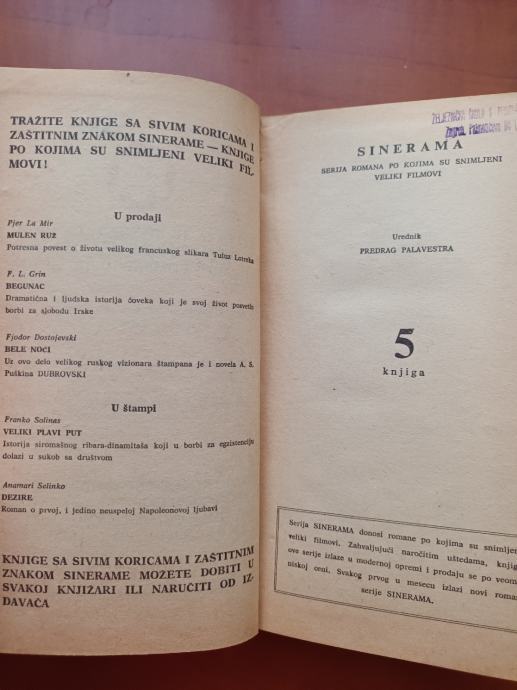 TRAŽITE KNJIGE SA SIVIM KORICAMA I
ZAŠTITNIM ZNAKOM SINERAME — KNJIGE
PO KOJIMA SU SNIMLJENI VELIKI FIL-
MOVI!
U prodaji
Pjer La Mir
MULEN RUŽ
Potresna povest o životu velikog francuskog slikara Tuluz Lotreka
F. L. Grin
BEGUNAC
Dramatična i ljudska istorija čoveka koji je svoj život posvetio
borbi za slobodu Irske
Fjodor Dostojevski
BELE NOĆI
Uz ovo delo velikog ruskog vizionara štampana je i novela A. S.
Puškina DUBROVSKI
U štampi
Franko Solinas
VELIKI PLAVI PUT
Istorija siromašnog ribara-dinamitaša koji u borbi za egzistenciju
dolazi u sukob sa društvom
Anamari Selinko
DEZIRE
Roman o prvoj, i jedino neuspeloj Napoleonovoj ljubavi
KNJIGE SA SIVIM KORICAMA I ZAŠTITNIM
ZNAKOM SINERAME MOŽETE DOBITI U
SVAKOJ KNJIŽARI ILI NARUČITI OD IZ-
DAVAČA
SINERAMA
SERIJA ROMANA PO KOJIMA SU SNIMLJENI
VELIKI FILMOVI
Urednik
PREDRAG PALAVESTRA
5
knjiga
Serija SINERAMA donosi romane po kojima su snimljeni
veliki filmovi. Zahvaljujući naročitim uštedama, knjige
ove serije izlaze u modernoj opremi i prodaju se po veoma
niskoj ceni. Svakog prvog u mesecu izlazi novi roman
serije SINERAMA.